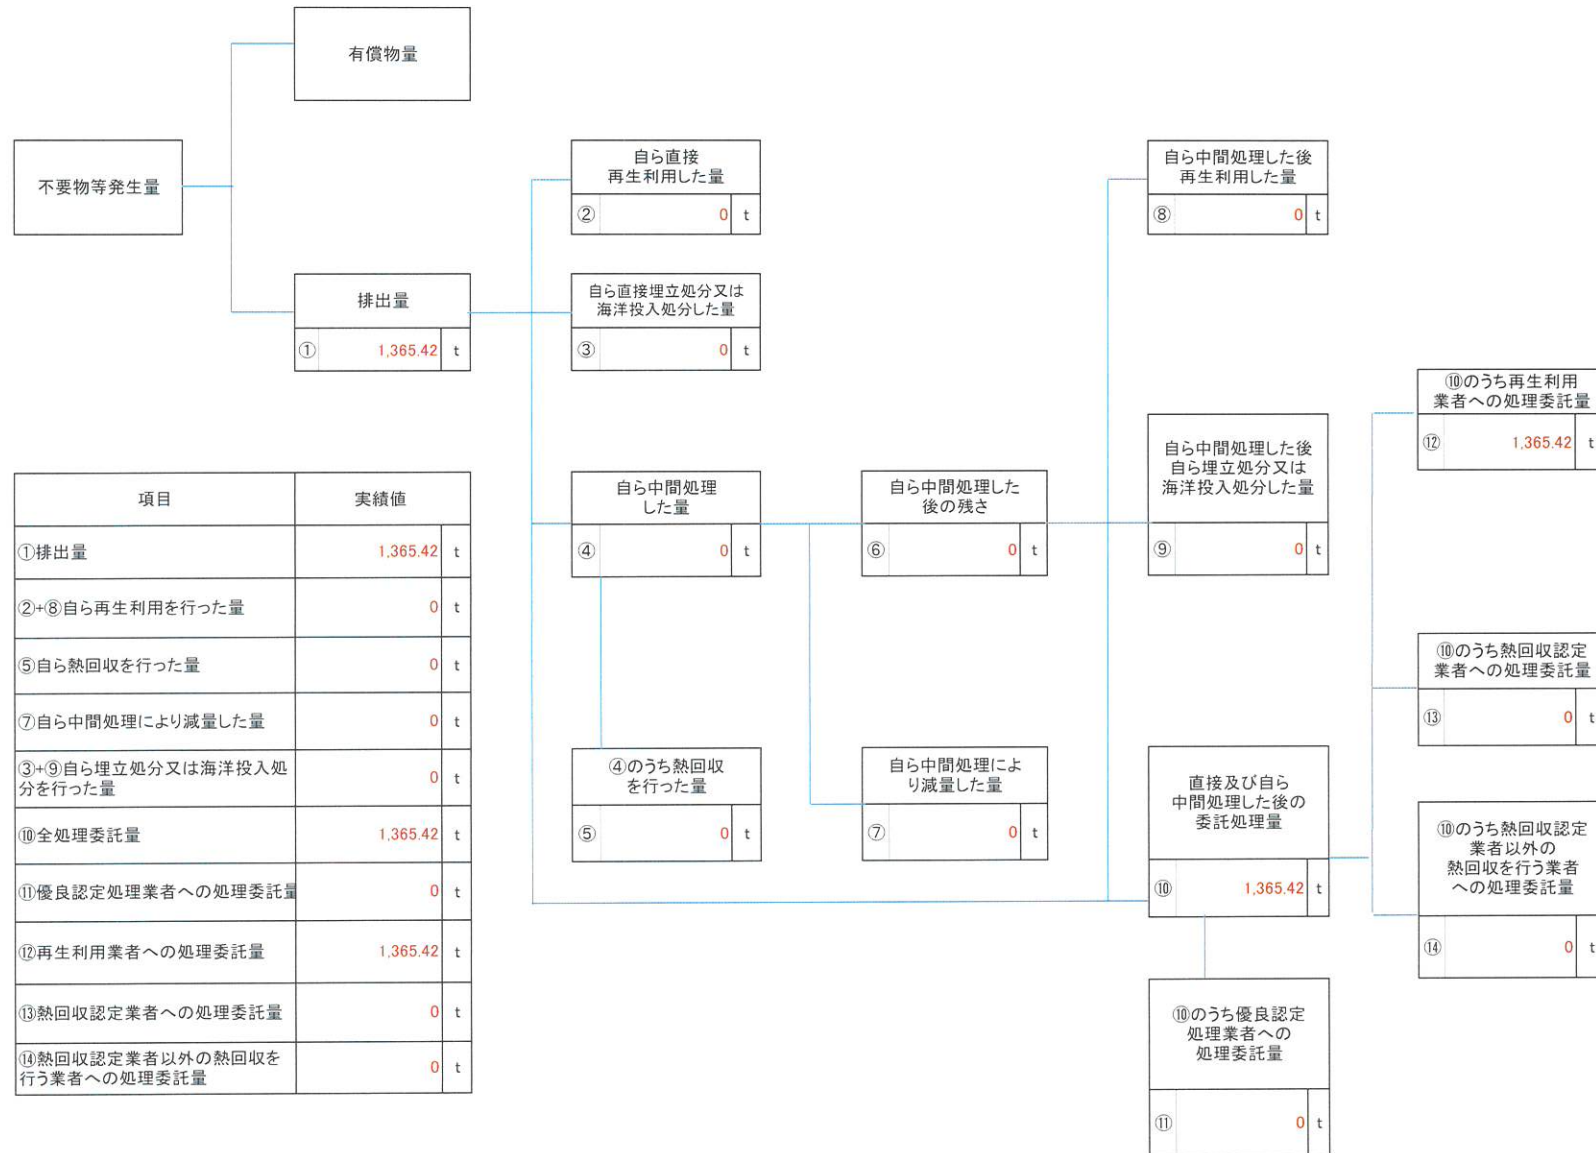 有償物量
不要物等発生量
排出量
① 1,365.42 t
自ら直接
再生利用した量
② 0 t
自ら直接埋立処分又は
海洋投入処分した量
③ 0 t
自ら中間処理
した量
④ 0 t
④のうち熱回収
を行った量
⑤ 0 t
自ら中間処理した
後の残さ
⑥ 0 t
自ら中間処理によ
り減量した量
⑦ 0 t
自ら中間処理した後
再生利用した量
⑧ 0 t
自ら中間処理した後
自ら埋立処分又は
海洋投入処分した量
⑨ 0 t
直接及び自ら
中間処理した後の
委託処理量
⑩ 1,365.42 t
⑩のうち優良認定
処理業者への
処理委託量
⑪ 0 t
⑩のうち再生利用
業者への処理委託量
⑫ 1,365.42 t
⑩のうち熱回収認定
業者への処理委託量
⑬ 0 t
⑩のうち熱回収認定
業者以外の
熱回収を行う業者
への処理委託量
⑭ 0 t
項目 実績値
①排出量 1,365.42 t
②+⑧自ら再生利用を行った量 0 t
⑤自ら熱回収を行った量 0 t
⑦自ら中間処理により減量した量 0 t
③+⑨自ら埋立処分又は海洋投入処
分を行った量 0 t
⑩全処理委託量 1,365.42 t
⑪優良認定処理業者への処理委託量 0 t
⑫再生利用業者への処理委託量 1,365.42 t
⑬熱回収認定業者への処理委託量 0 t
⑭熱回収認定業者以外の熱回収を
行う業者への処理委託量 0 t